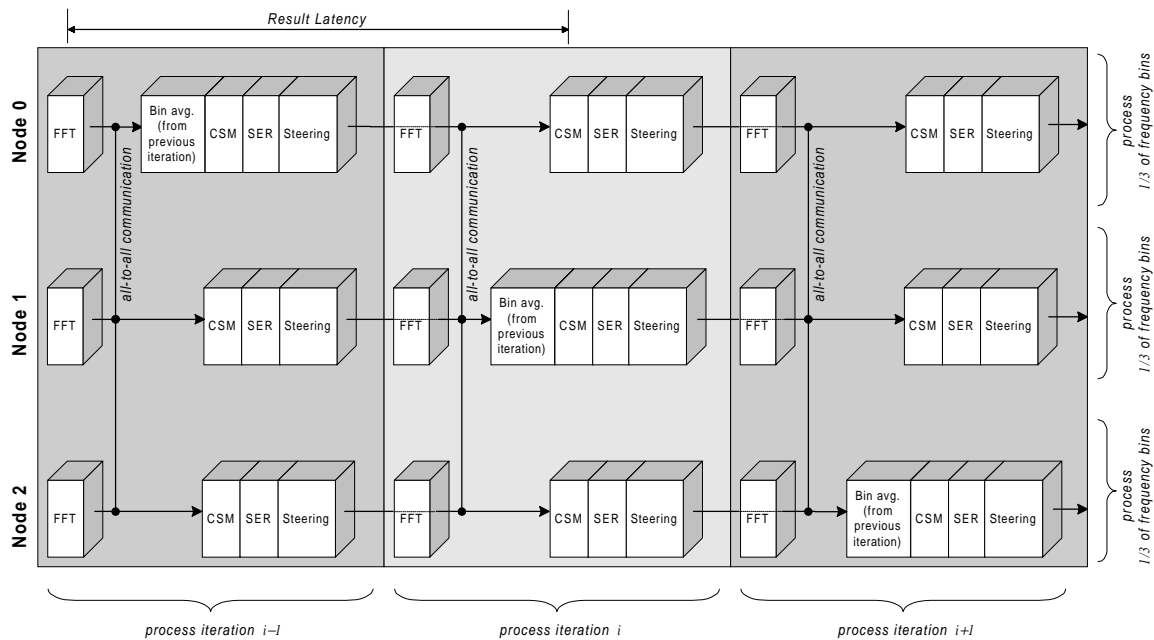 Result Latency
Node 0
FFT
all-to-all communication
Bin avg.
(from
previous
iteration)
CSM
SER
Steering
FFT
all-to-all communication
CSM
SER
Steering
FFT
all-to-all communication
CSM
SER
Steering
process
1/3 of frequency bins
Node 1
FFT
CSM
SER
Steering
FFT
Bin avg.
(from
previous
iteration)
CSM
SER
Steering
FFT
CSM
SER
Steering
process
1/3 of frequency bins
Node 2
FFT
CSM
SER
Steering
FFT
CSM
SER
Steering
FFT
Bin avg.
(from
previous
iteration)
CSM
SER
Steering
process
1/3 of frequency bins
process iteration i–1
process iteration i
process iteration i+1